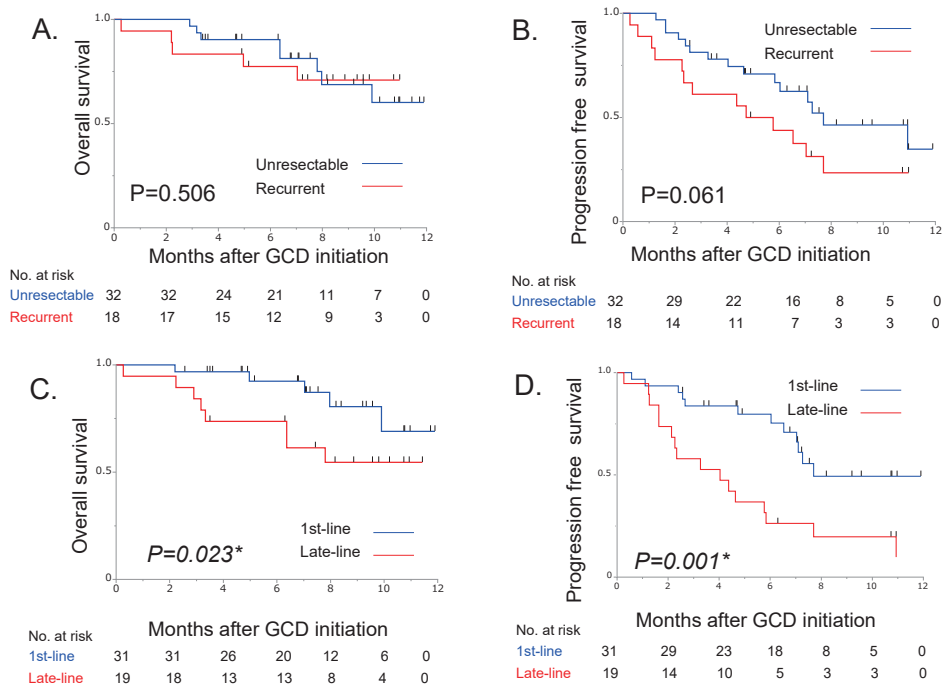 A.
Overall survival
1.0
0.5
0
Unresectable
Recurrent
P=0.506
0 2 4 6 8 10 12
Months after GCD initiation
No. at risk
Unresectable 32 32 24 21 11 7 0
Recurrent 18 17 15 12 9 3 0
B.
Progression free survival
1.0
0.5
0
Unresectable
Recurrent
P=0.061
0 2 4 6 8 10 12
Months after GCD initiation
No. at risk
Unresectable 32 29 22 16 8 5 0
Recurrent 18 14 11 7 3 3 0
C.
Overall survival
1.0
0.5
0
1st-line
Late-line
P=0.023*
0 2 4 6 8 10 12
Months after GCD initiation
No. at risk
1st-line 31 31 26 20 12 6 0
Late-line 19 18 13 13 8 4 0
D.
Progression free survival
1.0
0.5
0
1st-line
Late-line
P=0.001*
0 2 4 6 8 10 12
Months after GCD initiation
No. at risk
1st-line 31 29 23 18 8 5 0
Late-line 19 14 10 5 3 3 0